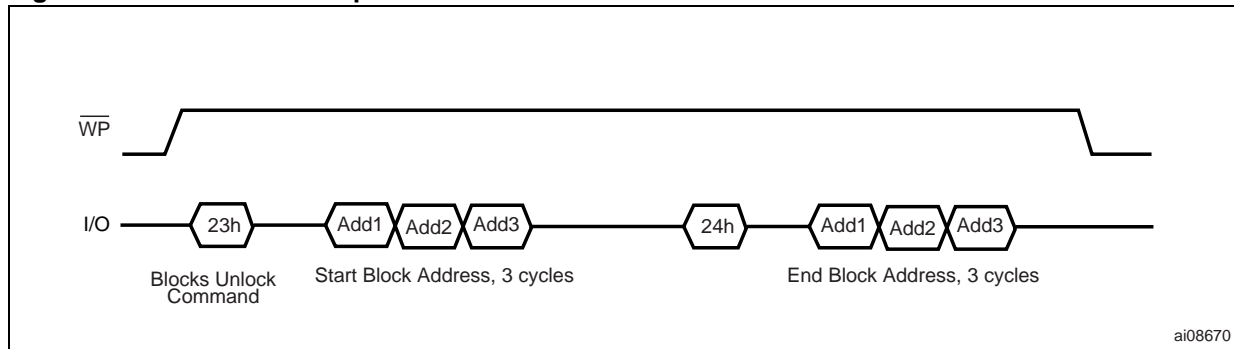 WP
I/O
23h
Add1
Add2
Add3
24h
Add1
Add2
Add3
Blocks Unlock
Command
Start Block Address, 3 cycles
End Block Address, 3 cycles
ai08670